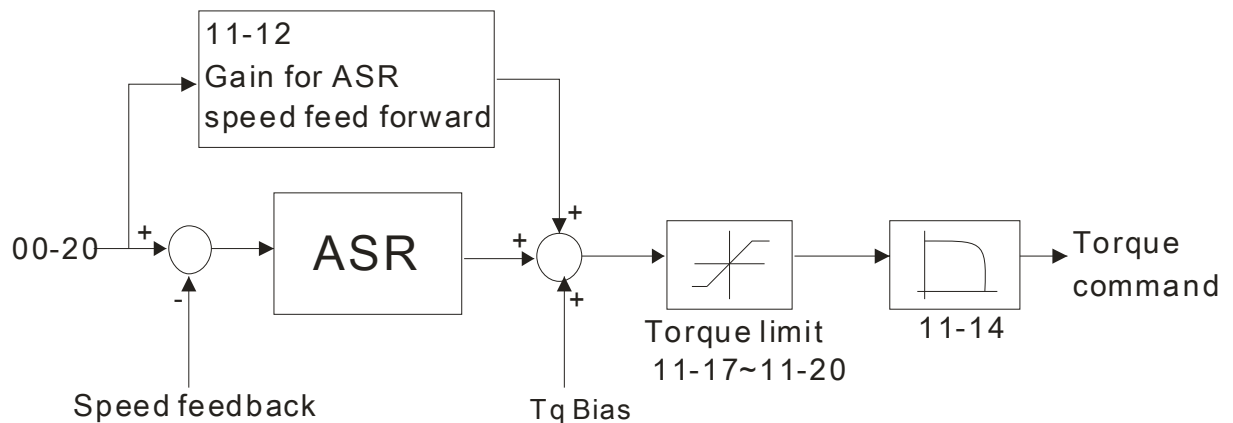 11-12
Gain for ASR
speed feed forward
00-20
+
-
ASR
+
+
+
Torque limit
11-17~11-20
11-14
Torque
command
Speed feedback
Tq Bias